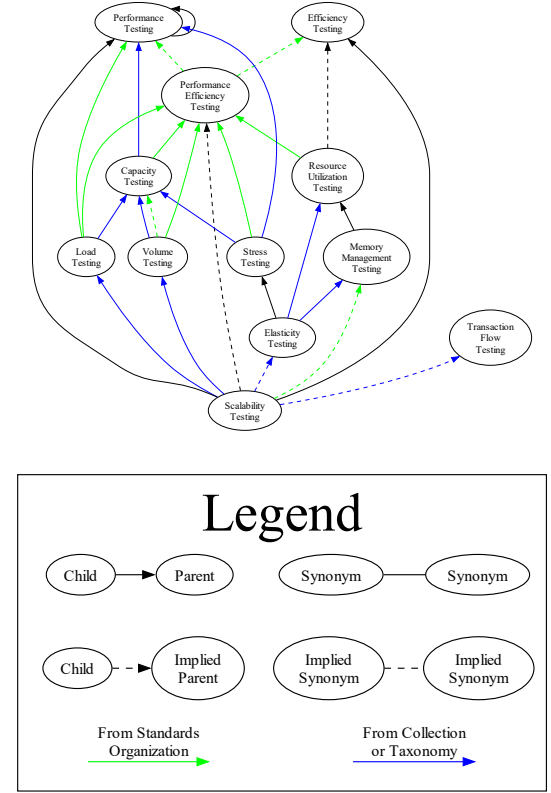 Performance
Testing
Efficiency
Testing
Performance
Efficiency
Testing
Capacity
Testing
Resource
Utilization
Testing
Load
Testing
Volume
Testing
Stress
Testing
Memory
Management
Testing
Elasticity
Testing
Transaction
Flow
Testing
Scalability
Testing
Legend
Child
Parent
Synonym
Synonym
Child
Implied
Parent
Implied
Synonym
Implied
Synonym
From Standards
Organization
From Collection
or Taxonomy